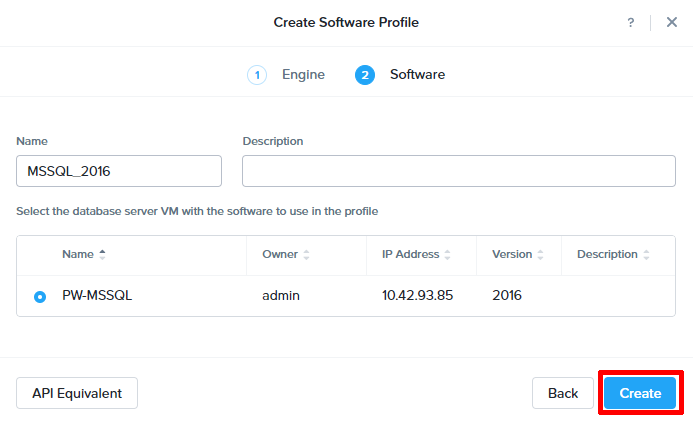 Create Software Profile ?
1 Engine 2 Software
Name Description
MSSQL_2016
Select the database server VM with the software to use in the profile
Name Owner IP Address Version Description
PW-MSSQL admin 10.42.93.85 2016
API Equivalent Back Create